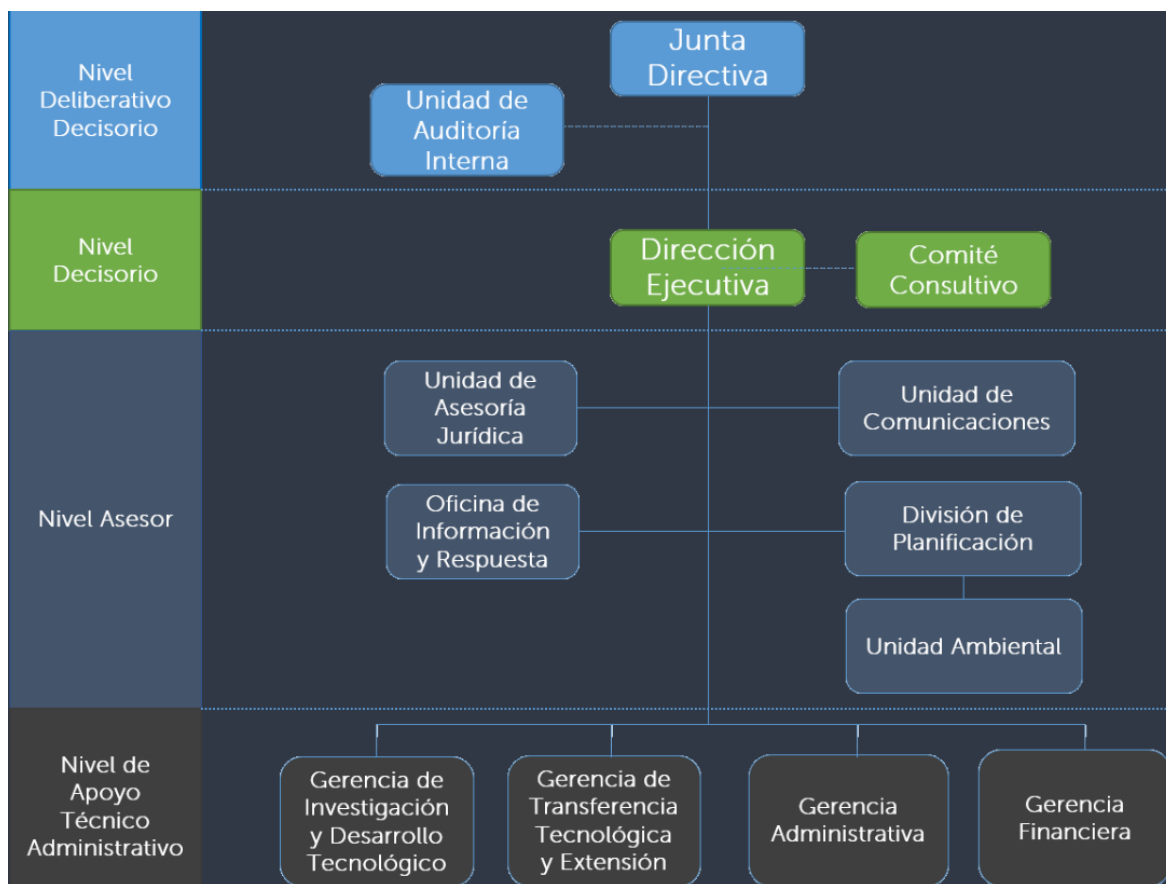 Nivel
Deliberativo
Decisorio
Junta
Directiva
Unidad de
Auditoría
Interna
Nivel
Decisorio
Dirección
Ejecutiva
Comité
Consultivo
Nivel Asesor
Unidad de
Asesoría
Jurídica
Unidad de
Comunicaciones
Oficina de
Información
y Respuesta
División de
Planificación
Unidad Ambiental
Nivel de
Apoyo
Técnico
Administrativo
Gerencia de
Investigación
y Desarrollo
Tecnológico
Gerencia de
Transferencia
Tecnológica
y Extensión
Gerencia
Administrativa
Gerencia
Financiera